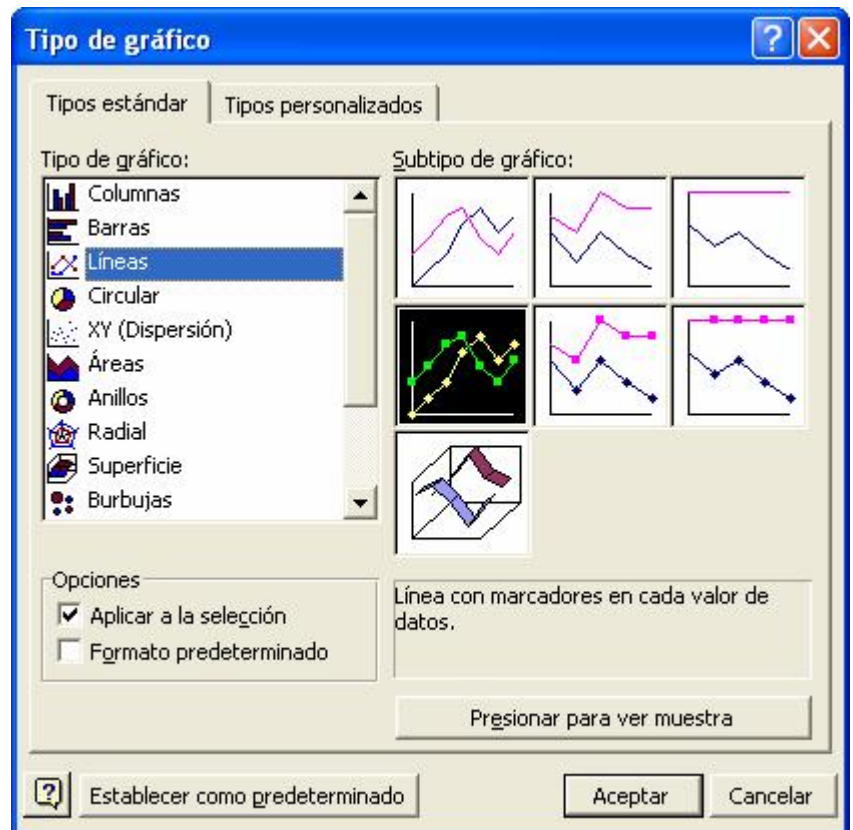 Tipo de gráfico
Tipos estándar
Tipos personalizados
Tipo de gráfico:
Columnas
Barras
Líneas
Circular
XY (Dispersión)
Áreas
Anillos
Radial
Superficie
Burbujas
Subtipo de gráfico:
Opciones
Aplicar a la selección
Formato predeterminado
Línea con marcadores en cada valor de
datos.
Presionar para ver muestra
Establecer como predeterminado
Aceptar
Cancelar